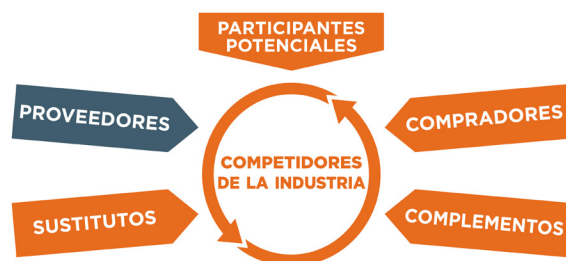 PARTICIPANTES
POTENCIALES
PROVEEDORES
COMPRADORES
COMPETIDORES
DE LA INDUSTRIA
SUSTITUTOS
COMPLEMENTOS